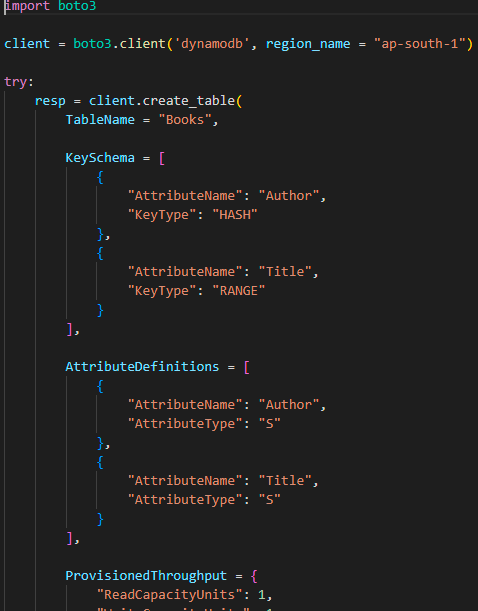 import boto3
client = boto3.client('dynamodb', region_name = "ap-south-1")
try:
resp = client.create_table(
TableName = "Books",
KeySchema = [
{
"AttributeName": "Author",
"KeyType": "HASH"
},
{
"AttributeName": "Title",
"KeyType": "RANGE"
}
],
AttributeDefinitions = [
{
"AttributeName": "Author",
"AttributeType": "S"
},
{
"AttributeName": "Title",
"AttributeType": "S"
}
],
ProvisionedThroughput = {
"ReadCapacityUnits": 1,